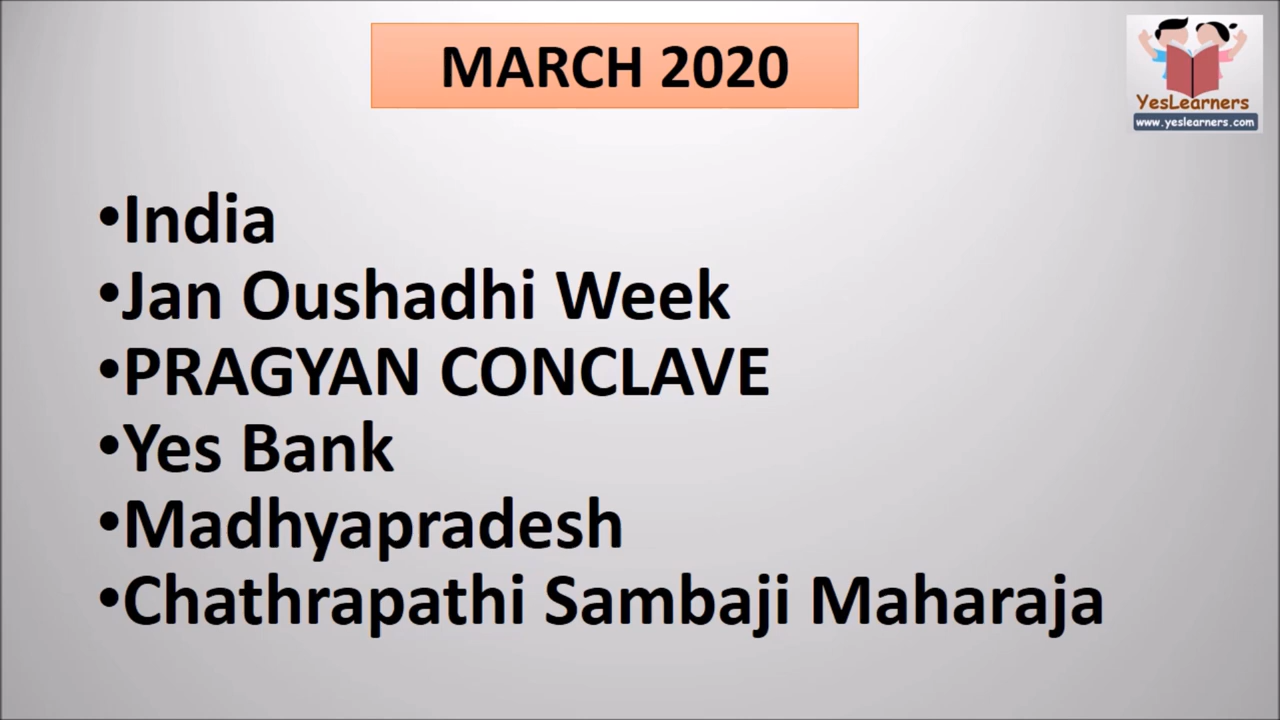 MARCH 2020
YesLearners
www.yeslearners.com
•India
•Jan Oushadhi Week
•PRAGYAN CONCLAVE
•Yes Bank
•Madhyapradesh
•Chathrapathi Sambaji Maharaja